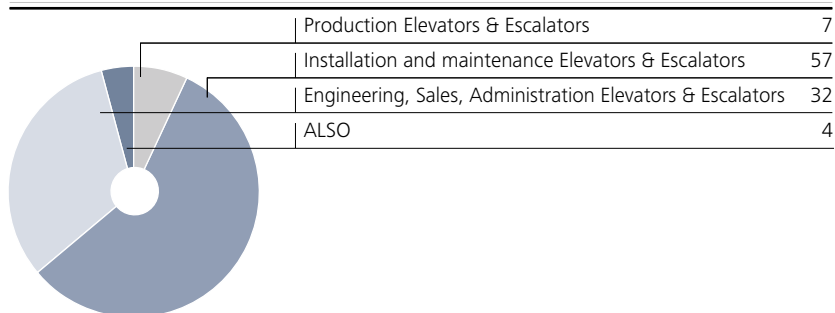 Production Elevators & Escalators 7
Installation and maintenance Elevators & Escalators 57
Engineering, Sales, Administration Elevators & Escalators 32
ALSO 4